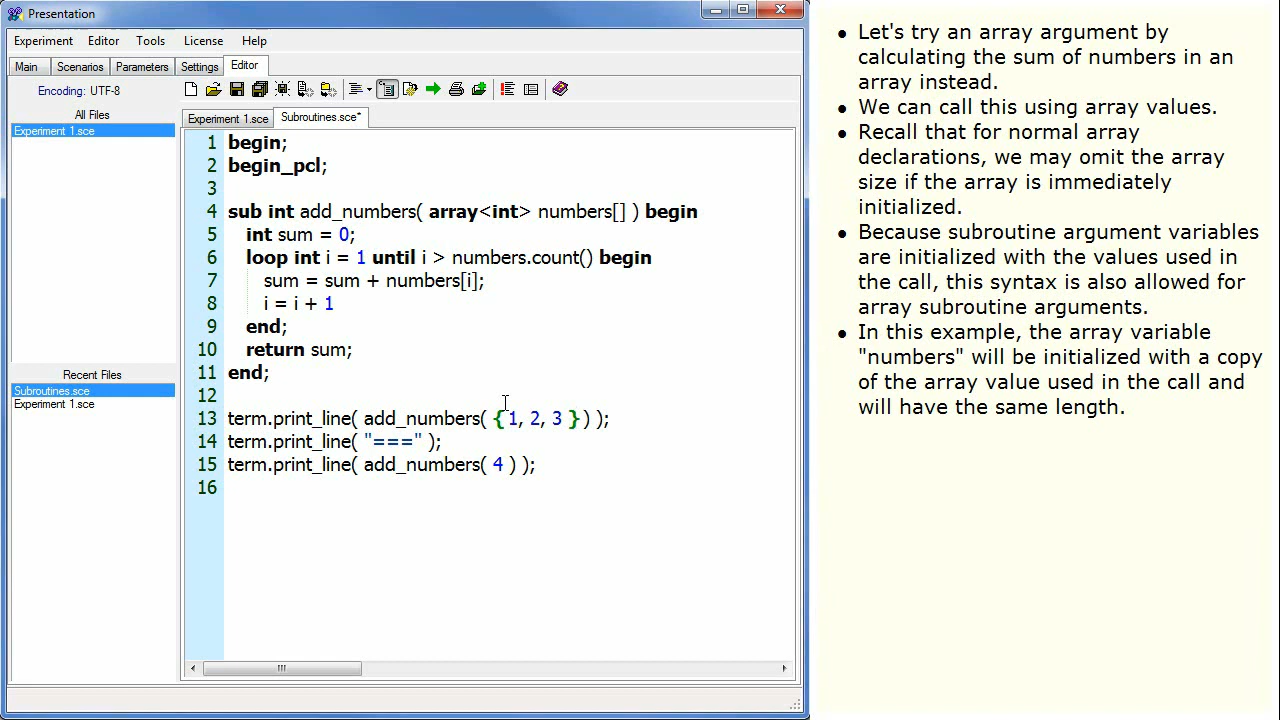 Presentation
Experiment Editor Tools License Help
Main Scenarios Parameters Settings Editor
Encoding: UTF-8
All Files
Experiment 1.sce
Recent Files
Subroutines.sce
Experiment 1.sce
Experiment 1.sce Subroutines.sce*
1 begin;
2 begin_pcl;
3
4 sub int add_numbers( array<int> numbers[] ) begin
5 int sum = 0;
6 loop int i = 1 until i > numbers.count() begin
7 sum = sum + numbers[i];
8 i = i + 1
9 end;
10 return sum;
11 end;
12
13 term.print_line( add_numbers( {1, 2, 3 }) );
14 term.print_line( "===" );
15 term.print_line( add_numbers( 4 ) );
16
• Let's try an array argument by
calculating the sum of numbers in an
array instead.
• We can call this using array values.
• Recall that for normal array
declarations, we may omit the array
size if the array is immediately
initialized.
• Because subroutine argument variables
are initialized with the values used in
the call, this syntax is also allowed for
array subroutine arguments.
• In this example, the array variable
"numbers" will be initialized with a copy
of the array value used in the call and
will have the same length.